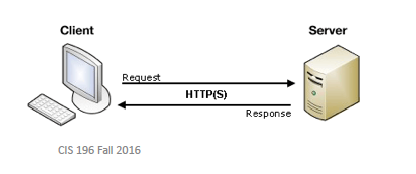 Client
Server
Request
HTTP(S)
Response
CIS 196 Fall 2016